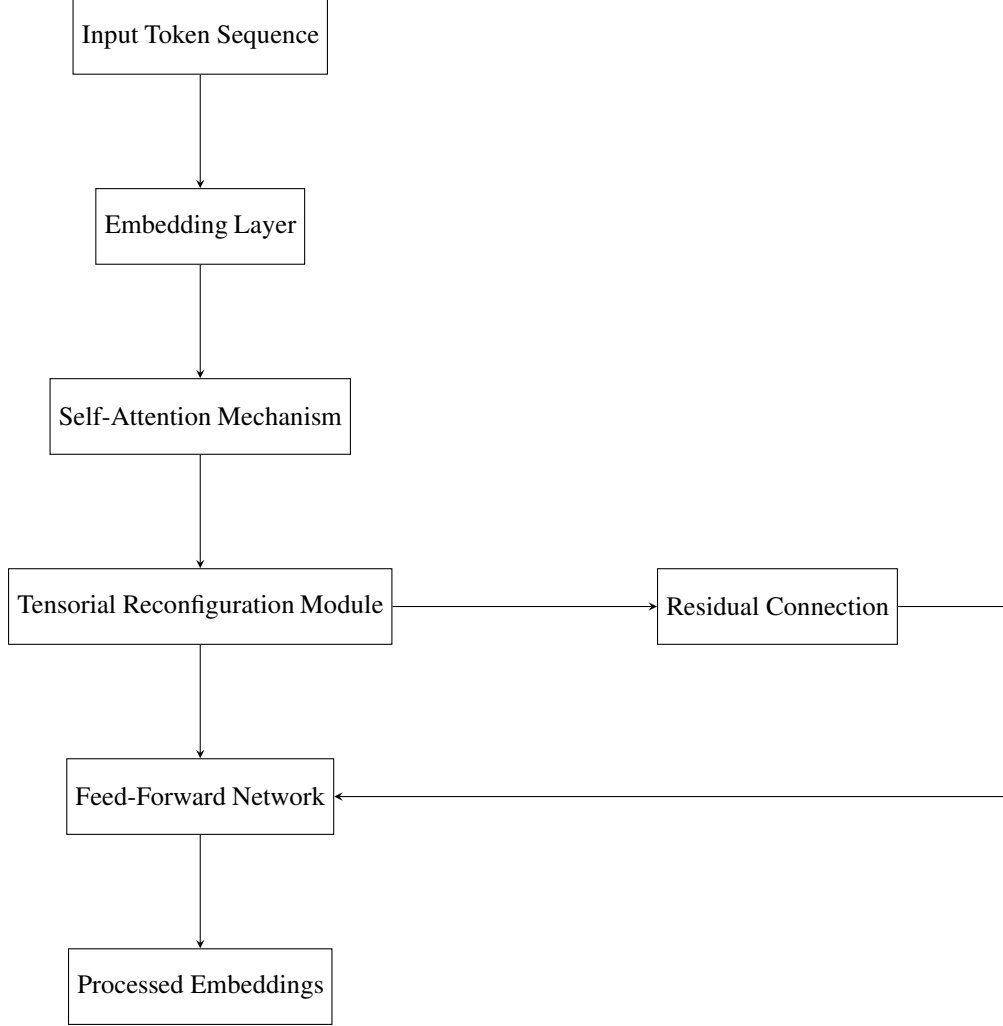 Input Token Sequence
Embedding Layer
Self-Attention Mechanism
Tensorial Reconfiguration Module
Residual Connection
Feed-Forward Network
Processed Embeddings